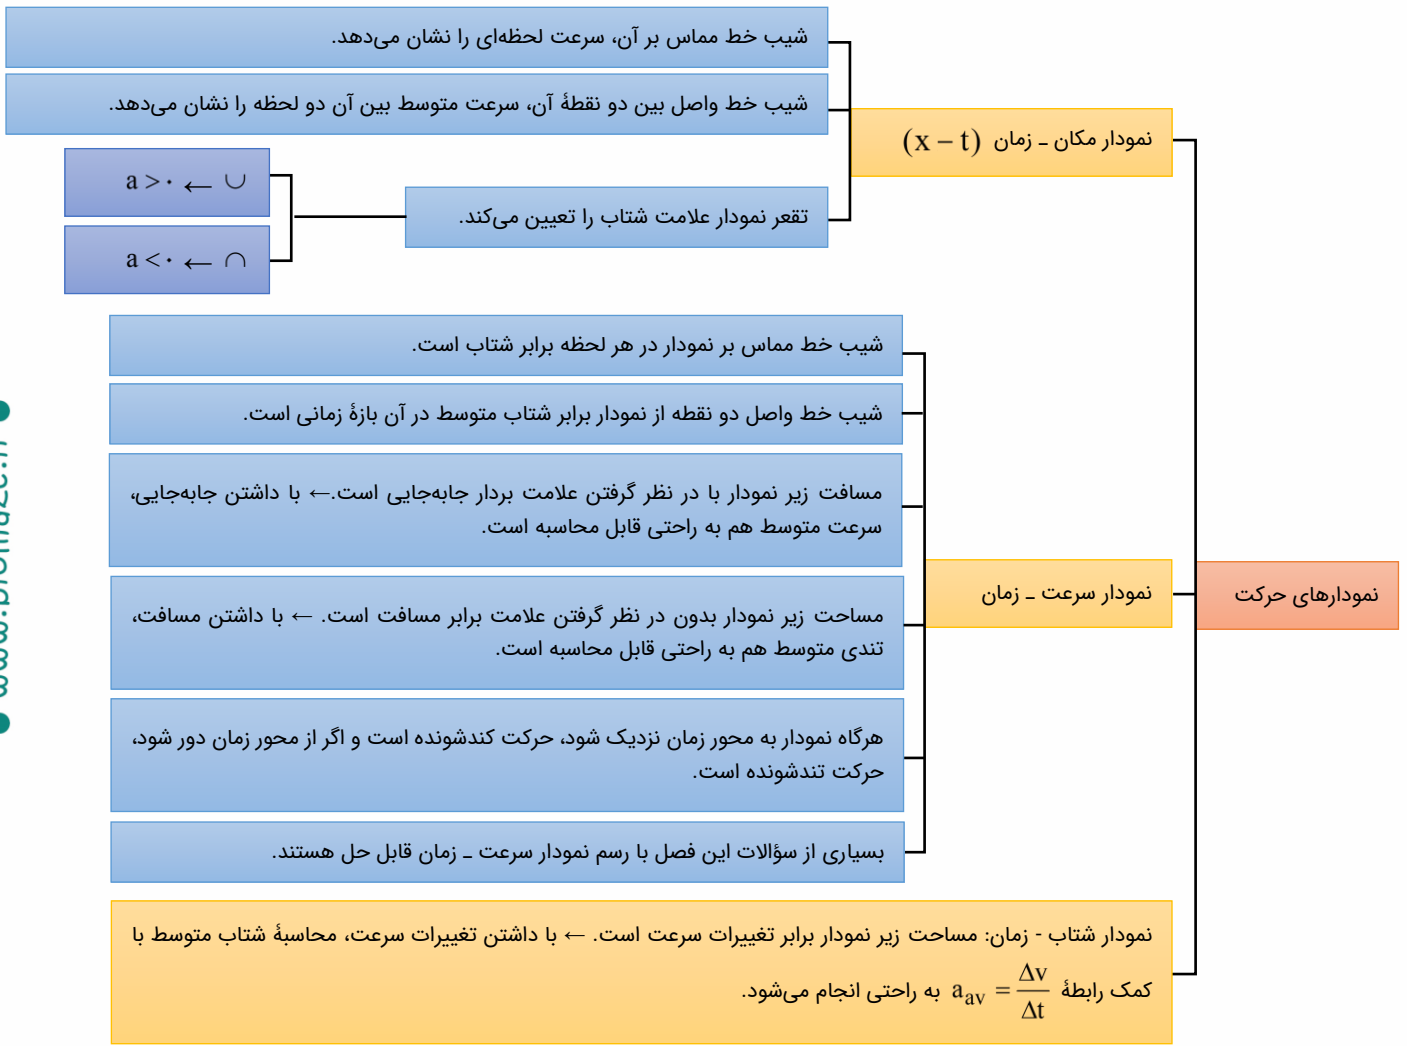 نمودارهای حرکت
نمودار مکان ـ زمان (x – t)
شیب خط مماس بر آن، سرعت لحظه‌ای را نشان می‌دهد.
شیب خط واصل بین دو نقطهٔ آن، سرعت متوسط بین آن دو لحظه را نشان می‌دهد.
تقعر نمودار علامت شتاب را تعیین می‌کند.
∪ ← a > ۰
∩ ← a < ۰
نمودار سرعت ـ زمان
شیب خط مماس بر نمودار در هر لحظه برابر شتاب است.
شیب خط واصل دو نقطه از نمودار برابر شتاب متوسط در آن بازهٔ زمانی است.
مسافت زیر نمودار با در نظر گرفتن علامت بردار جابه‌جایی است.← با داشتن جابه‌جایی،
سرعت متوسط هم به راحتی قابل محاسبه است.
مساحت زیر نمودار بدون در نظر گرفتن علامت برابر مسافت است. ← با داشتن مسافت،
تندی متوسط هم به راحتی قابل محاسبه است.
هرگاه نمودار به محور زمان نزدیک شود، حرکت کندشونده است و اگر از محور زمان دور شود،
حرکت تندشونده است.
بسیاری از سؤالات این فصل با رسم نمودار سرعت ـ زمان قابل حل هستند.
نمودار شتاب - زمان: مساحت زیر نمودار برابر تغییرات سرعت است. ← با داشتن تغییرات سرعت، محاسبهٔ شتاب متوسط با
کمک رابطهٔ a_av = Δv/Δt به راحتی انجام می‌شود.